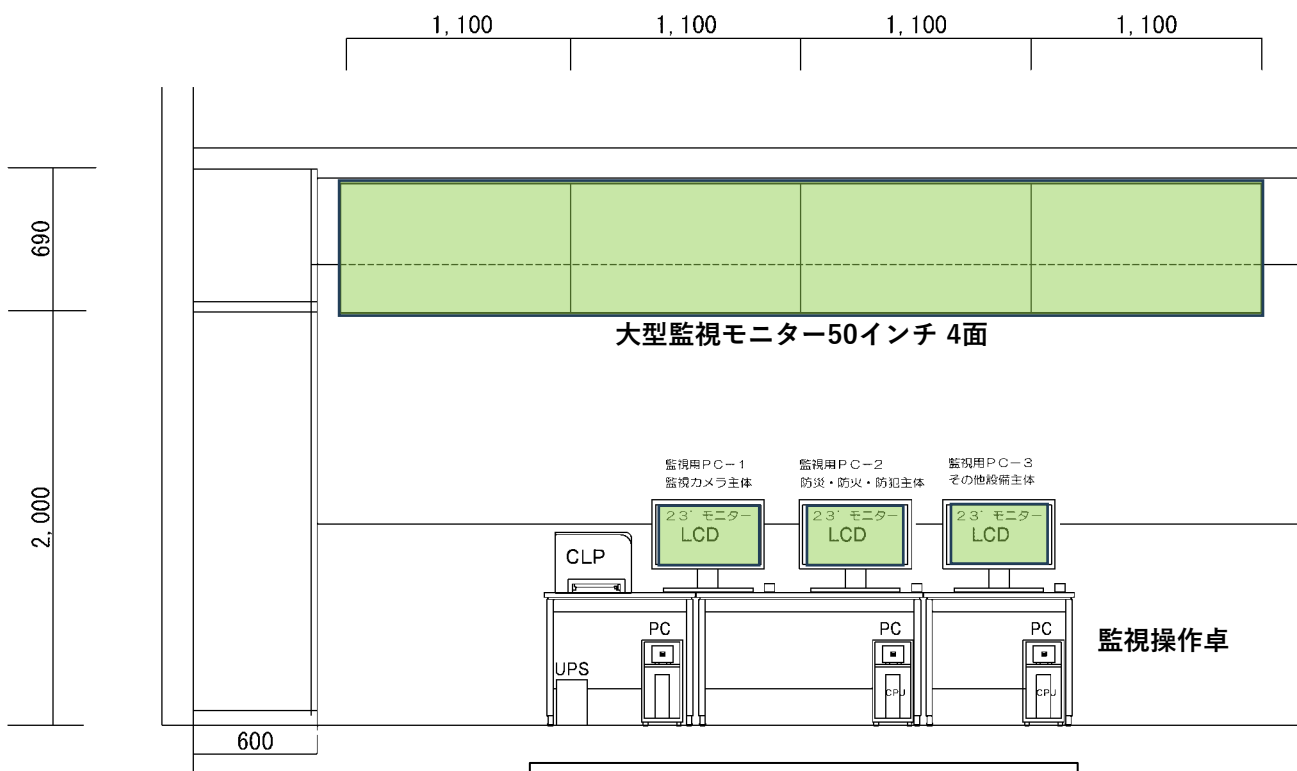 1,100 1,100 1,100 1,100
690
大型監視モニター50インチ 4面
2,000
監視用PC-1
監視カメラ主体
監視用PC-2
防災・防火・防犯主体
監視用PC-3
その他設備主体
23' モニター
LCD
23' モニター
LCD
23' モニター
LCD
CLP
PC
PC
PC
監視操作卓
UPS
CPU
CPU
600